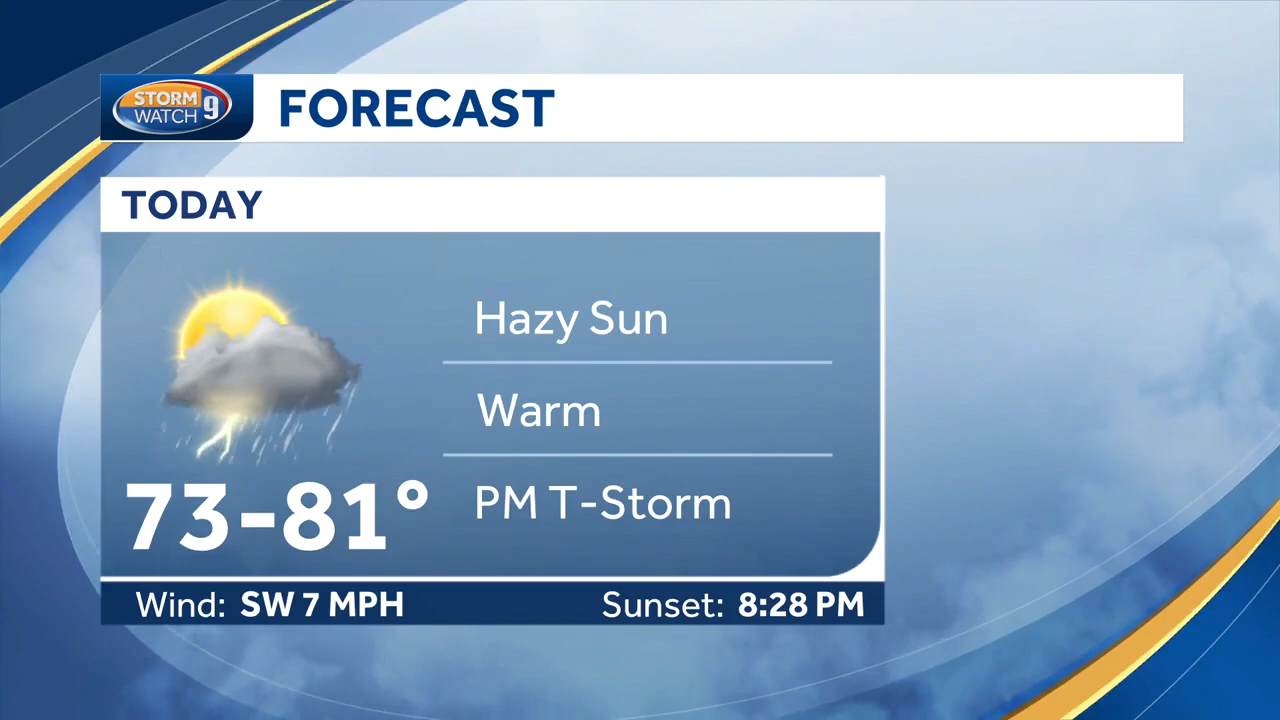 STORM
WATCH 9
FORECAST
TODAY
Hazy Sun
Warm
PM T-Storm
73-81°
Wind: SW 7 MPH
Sunset: 8:28 PM